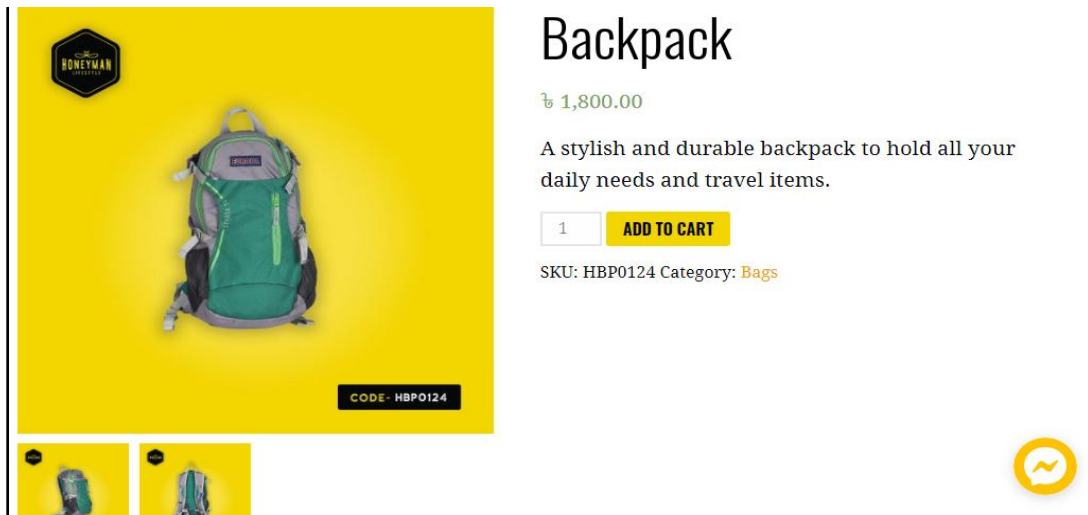 HONEYMAN
LIFESTYLE
CODE- HBP0124
Backpack
৳ 1,800.00
A stylish and durable backpack to hold all your
daily needs and travel items.
1
ADD TO CART
SKU: HBP0124 Category: Bags